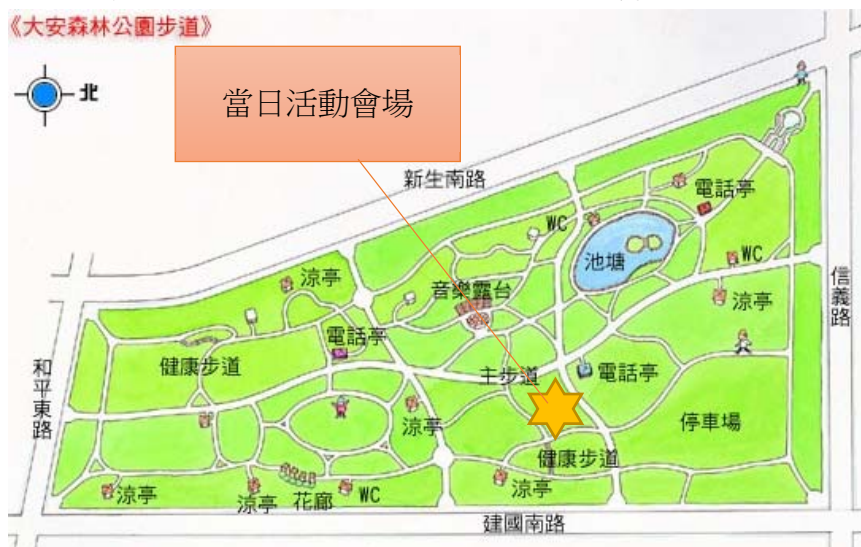 《大安森林公園步道》
北
當日活動會場
新生南路
電話亭
WC
池塘
WC
涼亭
音樂露台
涼亭
信義路
電話亭
健康步道
和平東路
主步道
電話亭
涼亭
停車場
健康步道
涼亭
涼亭
花廊
WC
涼亭
建國南路